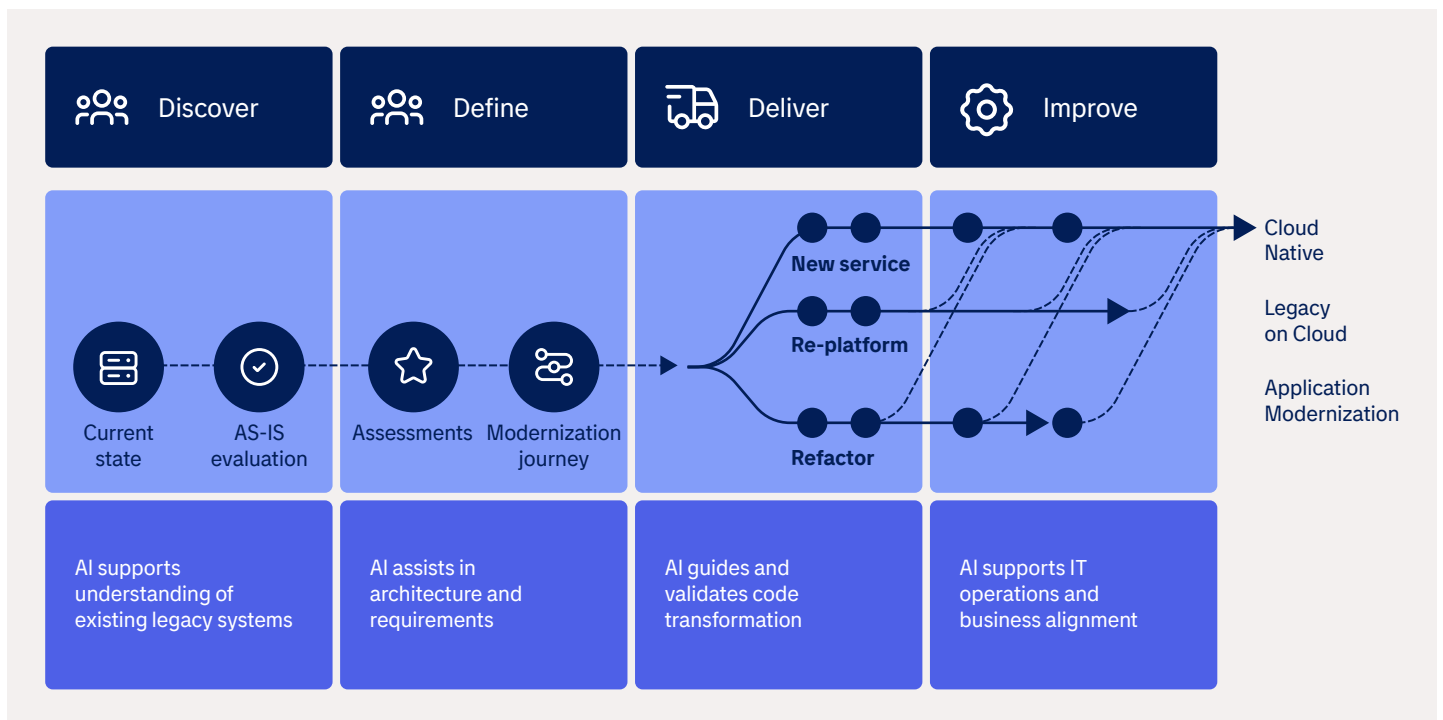 Discover
Define
Deliver
Improve
New service
Re-platform
Refactor
Current
state
AS-IS
evaluation
Assessments
Modernization
journey
Cloud
Native
Legacy
on Cloud
Application
Modernization
AI supports
understanding of
existing legacy systems
AI assists in
architecture and
requirements
AI guides and
validates code
transformation
AI supports IT
operations and
business alignment